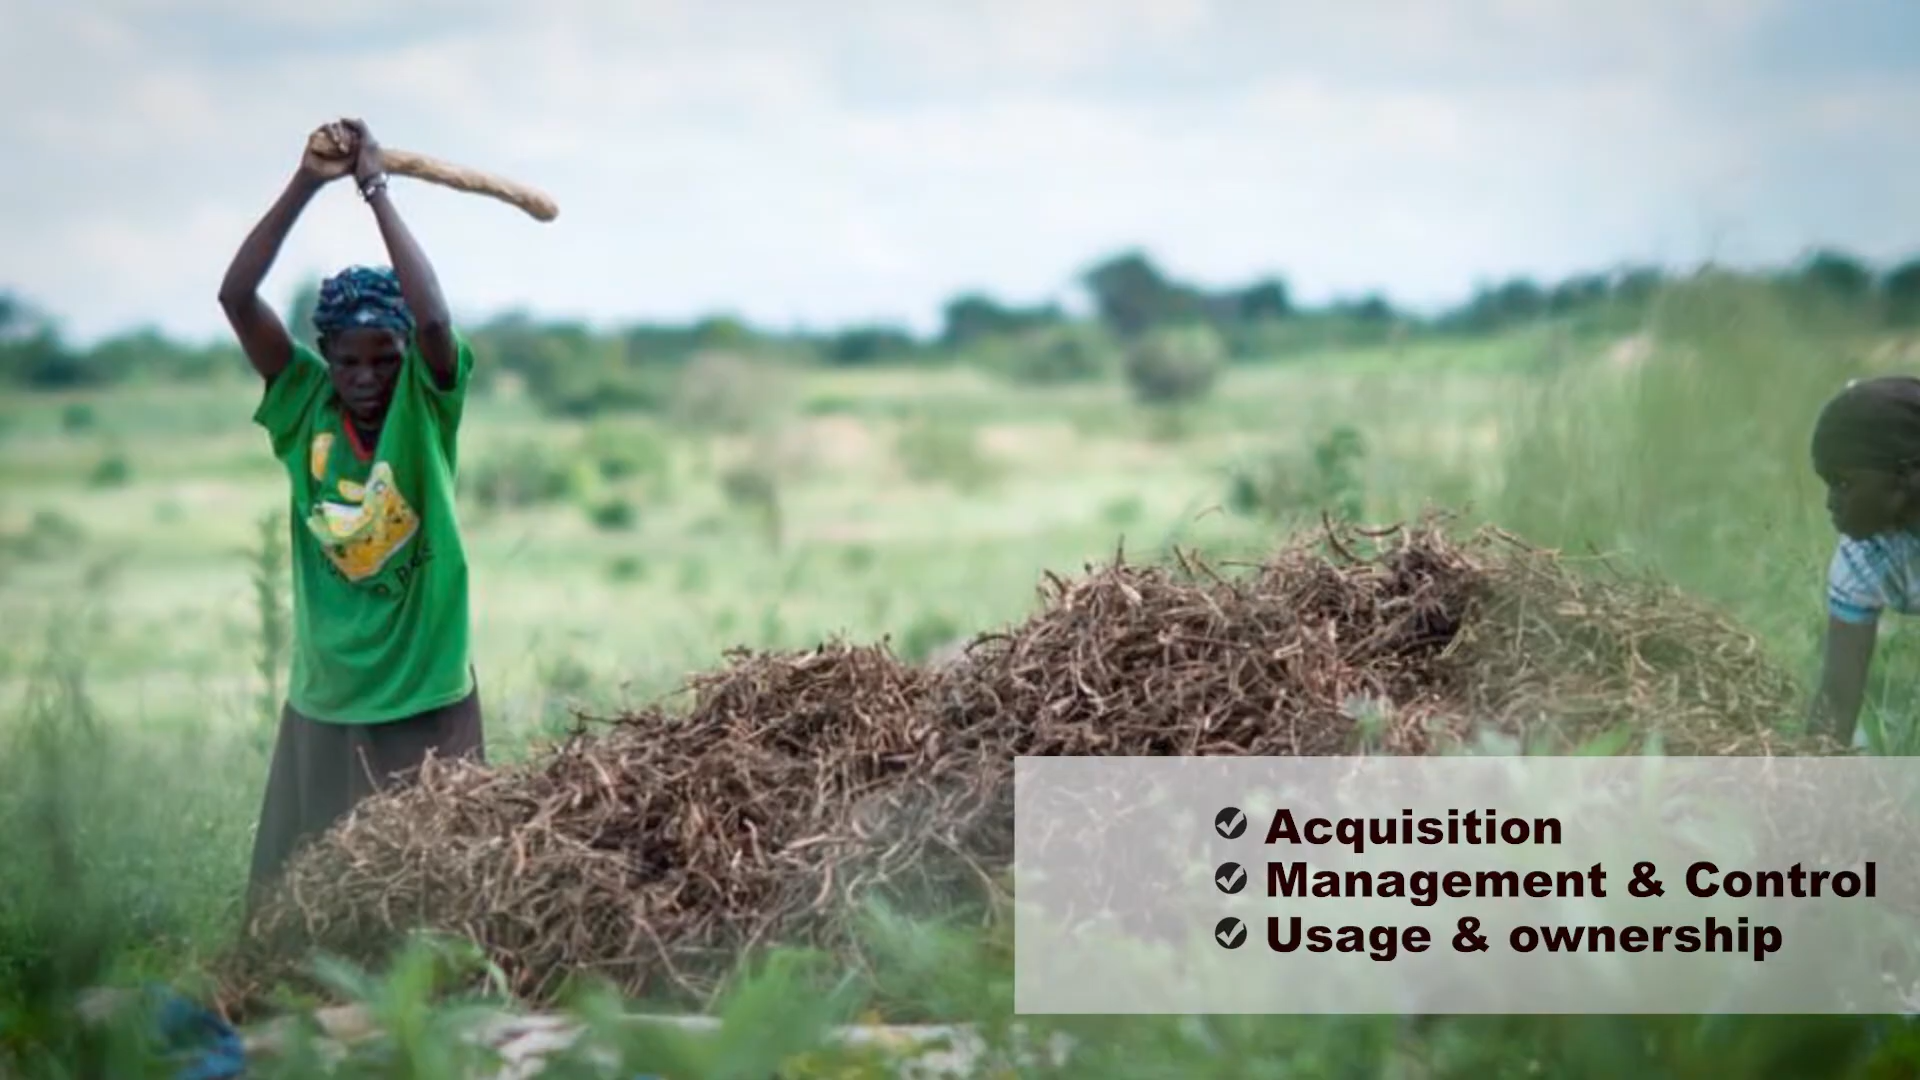 Acquisition
Management & Control
Usage & ownership